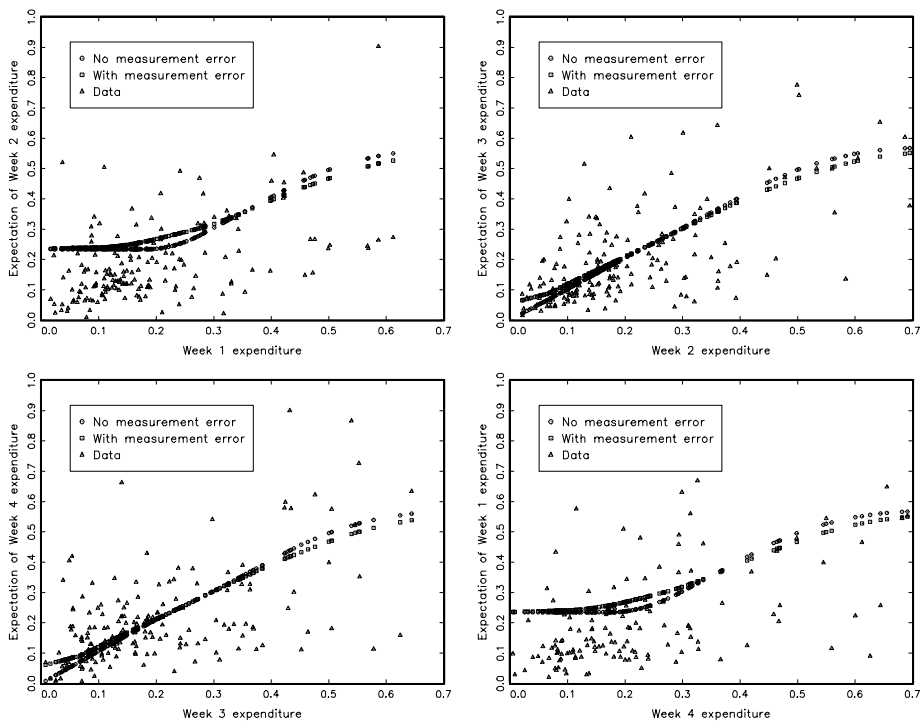 Expectation of Week 2 expenditure
1.0
0.9
0.8
0.7
0.6
0.5
0.4
0.3
0.2
0.1
0.0
No measurement error
With measurement error
Data
0.0 0.1 0.2 0.3 0.4 0.5 0.6 0.7
Week 1 expenditure
Expectation of Week 3 expenditure
1.0
0.9
0.8
0.7
0.6
0.5
0.4
0.3
0.2
0.1
0.0
No measurement error
With measurement error
Data
0.0 0.1 0.2 0.3 0.4 0.5 0.6 0.7
Week 2 expenditure
Expectation of Week 4 expenditure
1.0
0.9
0.8
0.7
0.6
0.5
0.4
0.3
0.2
0.1
0.0
No measurement error
With measurement error
Data
0.0 0.1 0.2 0.3 0.4 0.5 0.6 0.7
Week 3 expenditure
Expectation of Week 1 expenditure
1.0
0.9
0.8
0.7
0.6
0.5
0.4
0.3
0.2
0.1
0.0
No measurement error
With measurement error
Data
0.0 0.1 0.2 0.3 0.4 0.5 0.6 0.7
Week 4 expenditure